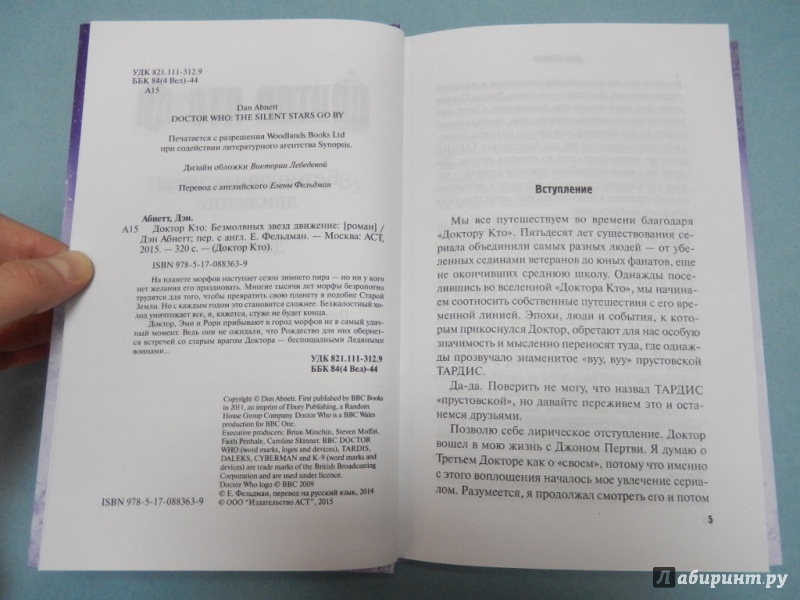 УДК 821.111-312.9
ББК 84(4 Вел)-44
А15
Dan Abnett
DOCTOR WHO: THE SILENT STARS GO BY
Печатается с разрешения Woodlands Books Ltd
при содействии литературного агентства Synopsis.
Дизайн обложки Виктории Лебедевой
Перевод с английского Елены Фельдман
Абнетт, Дэн.
А15 Доктор Кто: Безмолвных звезд движение: [роман] /
Дэн Абнетт; пер. с англ. Е. Фельдман. — Москва: АСТ,
2015. — 320 с. — (Доктор Кто).
ISBN 978-5-17-088363-9
На планете морфов наступает сезон зимнего пира — но ни у кого
нет желания его праздновать. Многие тысячи лет морфы безропотно
трудятся для того, чтобы превратить свою планету в подобие Старой
Земли. Но с каждым годом это становится сложнее. Безжалостный хо-
лод уничтожает все, и, кажется, стуже не будет конца.
Доктор, Эми и Рори прибывают в город морфов не в самый удач-
ный момент. Ведь они не ожидали, что Рождество для них обернет-
ся встречей со старым врагом Доктора — беспощадными Ледяными
воинами...
УДК 821.111-312.9
ББК 84(4 Вел)-44
Copyright © Dan Abnett. First published by BBC Books
in 2011, an imprint of Ebury Publishing, a Random
House Group Company. Doctor Who is a BBC Wales
production for BBC One.
Executive producers: Brian Minchin, Steven Moffat,
Faith Penhale, Caroline Skinner. BBC DOCTOR
WHO (word marks, logos and devices), TARDIS,
DALEKS, CYBERMAN and K-9 (word marks and
devices) are trade marks of the British Broadcasting
Corporation and are used under licence.
Doctor Who logo © BBC 2009
© Е. Фельдман, перевод на русский язык, 2014
ISBN 978-5-17-088363-9 © ООО "Издательство АСТ", 2015
Вступление
Мы все путешествуем во времени благодаря
«Доктору Кто». Пятьдесят лет существования се-
риала объединили самых разных людей — от убе-
ленных сединами ветеранов до юных фанатов, еще
не окончивших среднюю школу. Однажды посе-
лившись во вселенной «Доктора Кто», мы начина-
ем соотносить собственные путешествия с его вре-
менной линией. Эпохи, люди и события, к кото-
рым прикоснулся Доктор, обретают для нас особую
значимость и мысленно переносят туда, где однаж-
ды прозвучало знаменитое «вуу, вуу» прустовской
ТАРДИС.
Да-да. Поверить не могу, что назвал ТАРДИС
«прустовской», но давайте переживем это и оста-
немся друзьями.
Позволю себе лирическое отступление. Доктор
вошел в мою жизнь с Джоном Пертви. Я думаю о
Третьем Докторе как о «своем», потому что именно
с этого воплощения началось мое увлечение сериа-
лом. Разумеется, я продолжал смотреть его и потом
5
Лабиринт.ру